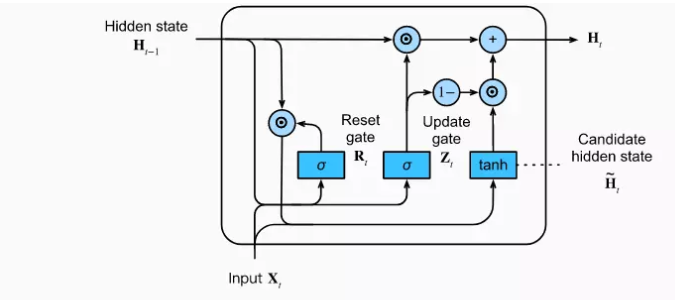 Hidden state
H_{t-1}
H_t
1−
+
Reset
gate
R_t
Update
gate
Z_t
σ
σ
tanh
Candidate
hidden state
H̃_t
Input X_t